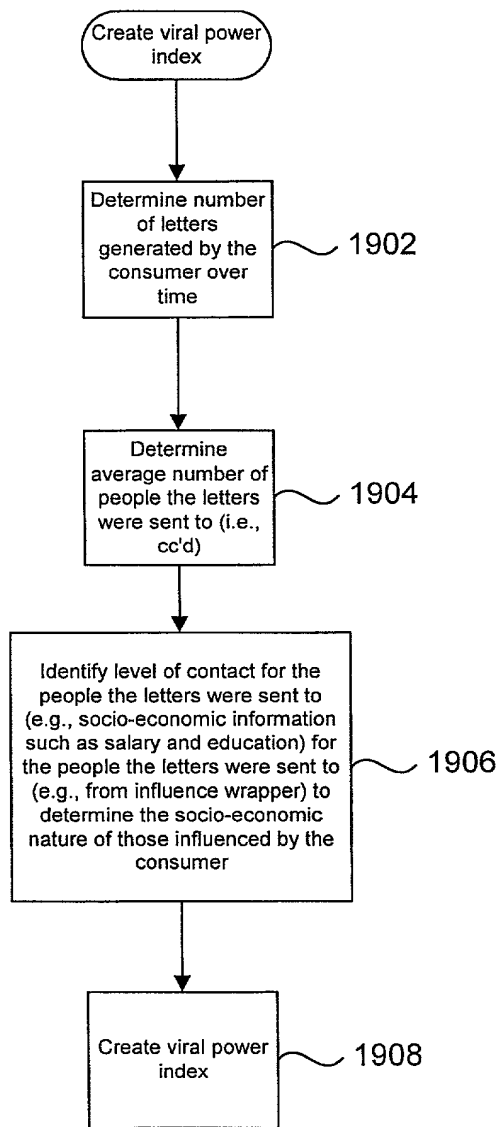 Create viral power
index
Determine number
of letters
generated by the
consumer over
time
1902
Determine
average number of
people the letters
were sent to (i.e.,
cc'd)
1904
Identify level of contact for the
people the letters were sent to
(e.g., socio-economic information
such as salary and education) for
the people the letters were sent to
(e.g., from influence wrapper) to
determine the socio-economic
nature of those influenced by the
consumer
1906
Create viral power
index
1908